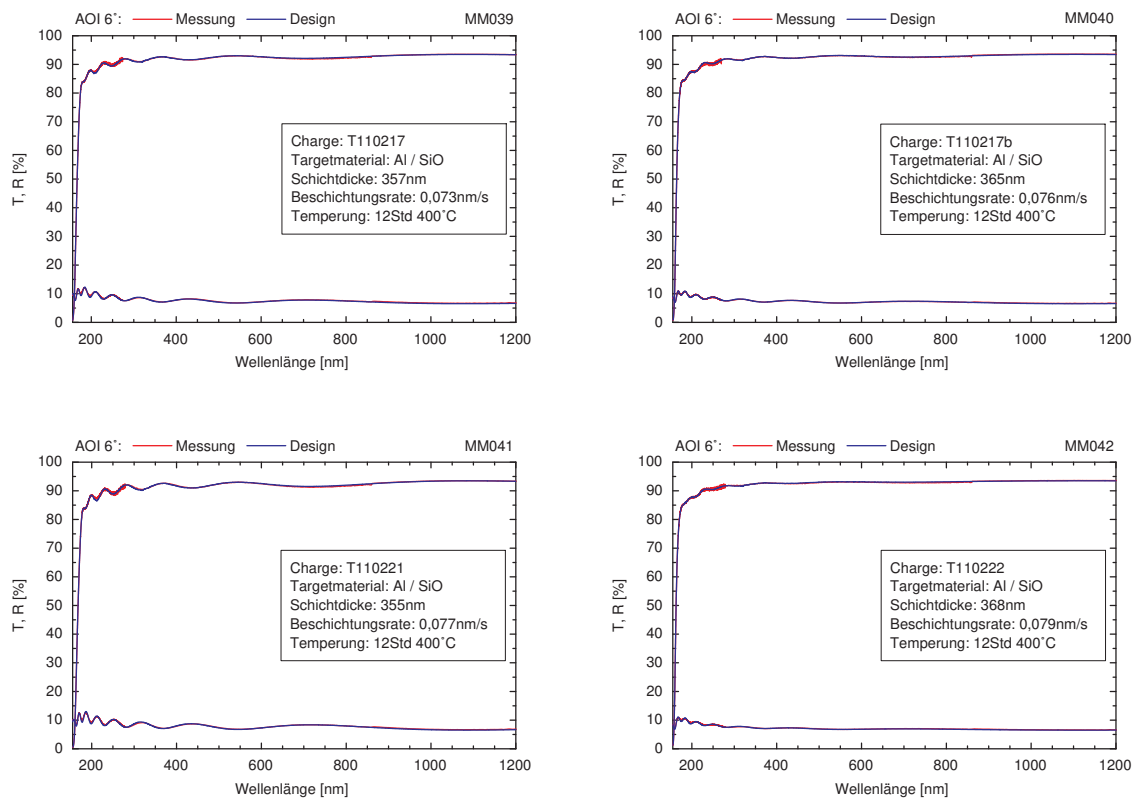 AOI 6°: Messung Design MM039
100
90
80
70
60
50
40
30
20
10
0
T, R [%]
Charge: T110217
Targetmaterial: Al / SiO
Schichtdicke: 357nm
Beschichtungsrate: 0,073nm/s
Temperung: 12Std 400°C
200 400 600 800 1000 1200
Wellenlänge [nm]
AOI 6°: Messung Design MM040
100
90
80
70
60
50
40
30
20
10
0
T, R [%]
Charge: T110217b
Targetmaterial: Al / SiO
Schichtdicke: 365nm
Beschichtungsrate: 0,076nm/s
Temperung: 12Std 400°C
200 400 600 800 1000 1200
Wellenlänge [nm]
AOI 6°: Messung Design MM041
100
90
80
70
60
50
40
30
20
10
0
T, R [%]
Charge: T110221
Targetmaterial: Al / SiO
Schichtdicke: 355nm
Beschichtungsrate: 0,077nm/s
Temperung: 12Std 400°C
200 400 600 800 1000 1200
Wellenlänge [nm]
AOI 6°: Messung Design MM042
100
90
80
70
60
50
40
30
20
10
0
T, R [%]
Charge: T110222
Targetmaterial: Al / SiO
Schichtdicke: 368nm
Beschichtungsrate: 0,079nm/s
Temperung: 12Std 400°C
200 400 600 800 1000 1200
Wellenlänge [nm]